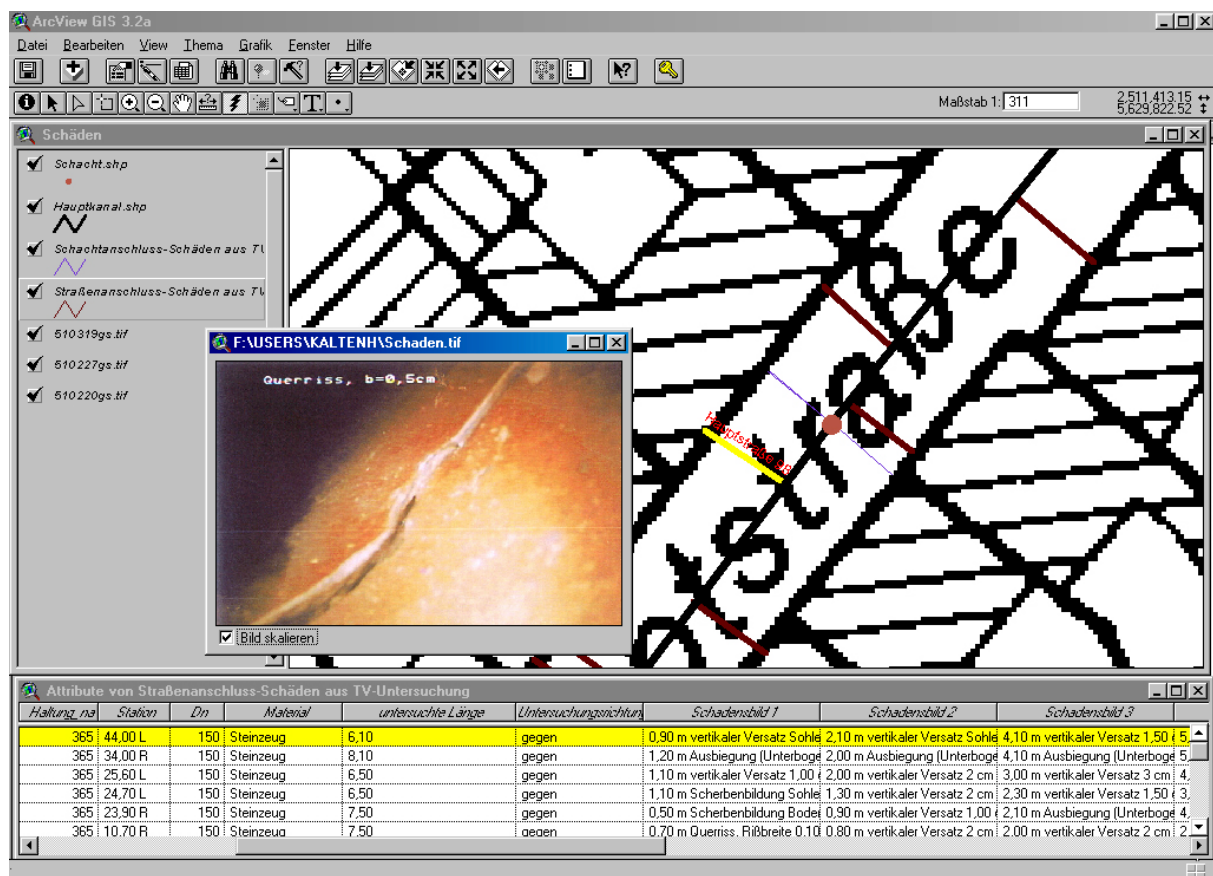 ArcView GIS 3.2a
Datei Bearbeiten View Thema Grafik Fenster Hilfe
Maßstab 1: 311
2,511,413.15
5,629,822.52
Schäden
Schacht.shp
Hauptkanal.shp
Schachtanschluss-Schäden aus TV
Straßenanschluss-Schäden aus TV
510319gs.tif
510227gs.tif
510220gs.tif
F:\USERS\KALTENH\Schaden.tif
Querriss, b=0,5cm
Bild skalieren
Hauptstraße 9B
ptstraße
Attribute von Straßenanschluss-Schäden aus TV-Untersuchung
Haltung_na Station Dn Material untersuchte Länge Untersuchungsrichtun Schadensbild 1 Schadensbild 2 Schadensbild 3
365 44,00 L 150 Steinzeug 6,10 gegen 0,90 m vertikaler Versatz Sohle 2,10 m vertikaler Versatz Sohle 4,10 m vertikaler Versatz 1,50 5,
365 34,00 R 150 Steinzeug 8,10 gegen 1,20 m Ausbiegung (Unterboge 2,00 m Ausbiegung (Unterboge 4,10 m Ausbiegung (Unterboge 5,
365 25,60 L 150 Steinzeug 6,50 gegen 1,10 m vertikaler Versatz 1,00 2,00 m vertikaler Versatz 2 cm 3,00 m vertikaler Versatz 3 cm 4,
365 24,70 L 150 Steinzeug 6,50 gegen 1,10 m Scherbenbildung Sohle 1,30 m vertikaler Versatz 2 cm 2,30 m vertikaler Versatz 1,50 3,
365 23,90 R 150 Steinzeug 7,50 gegen 0,50 m Scherbenbildung Boder 0,90 m vertikaler Versatz 1,00 2,10 m Ausbiegung (Unterboge 4,
365 10,70 R 150 Steinzeug 7,50 gegen 0,70 m Querriss, Rißbreite 0,10 0,80 m vertikaler Versatz 2 cm 2,00 m vertikaler Versatz 2 cm 2